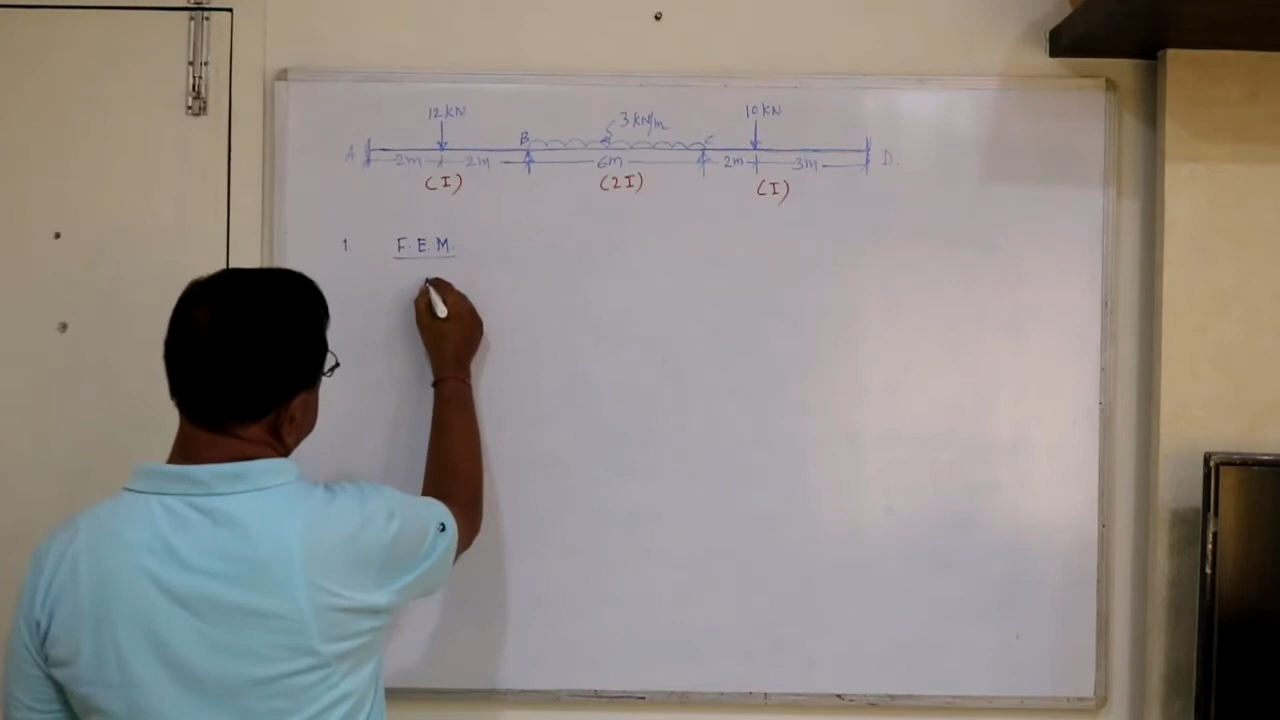 12 kN 3 kN/m 10 kN
A B C D.
2m 2m 6m 2m 3m
(I) (2I) (I)
1. F.E.M.